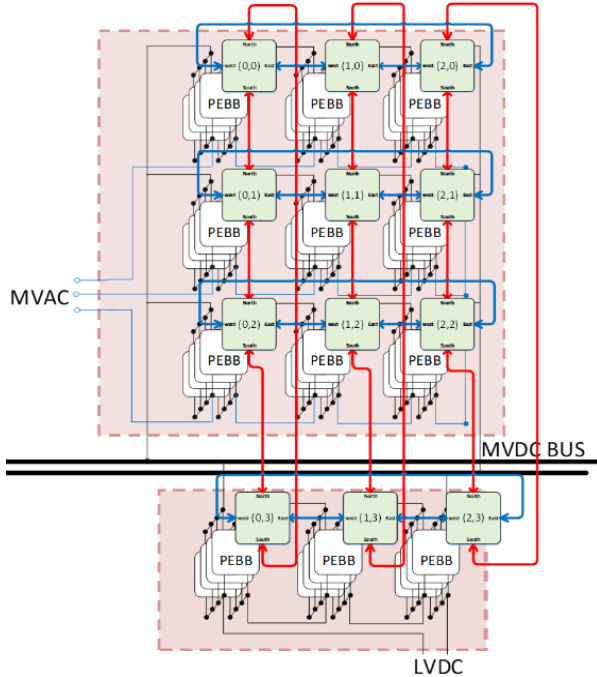 North North North
west (0,0) East west (1,0) East west (2,0) East
South South South
PEBB PEBB PEBB
North North North
west (0,1) East west (1,1) East west (2,1) East
South South South
PEBB PEBB PEBB
MVAC
North North North
west (0,2) East west (1,2) East west (2,2) East
South South South
PEBB PEBB PEBB
MVDC BUS
North North North
west (0,3) East west (1,3) East west (2,3) East
South South South
PEBB PEBB PEBB
LVDC